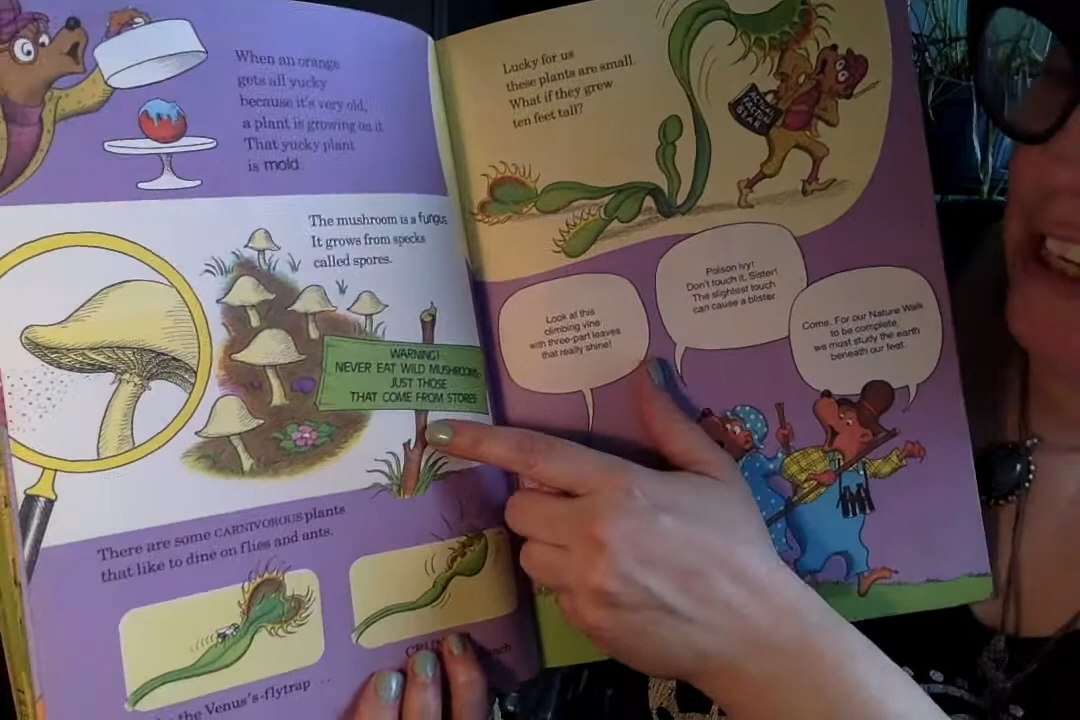 When an orange
gets all yucky
because it's very old,
a plant is growing on it.
That yucky plant
is mold.
The mushroom is a fungus.
It grows from specks
called spores.
WARNING!
NEVER EAT WILD MUSHROOMS
JUST THOSE
THAT COME FROM STORES
There are some CARNIVOROUS plants
that like to dine on flies and ants.
the Venus's-flytrap . .
Lucky for us
these plants are small.
What if they grew
ten feet tall?
ACTUAL
FACTUAL
BEAR
Look at this
climbing vine
with three-part leaves
that really shine!
Poison ivy!
Don't touch it, Sister!
The slightest touch
can cause a blister.
Come. For our Nature Walk
to be complete,
we must study the earth
beneath our feet.